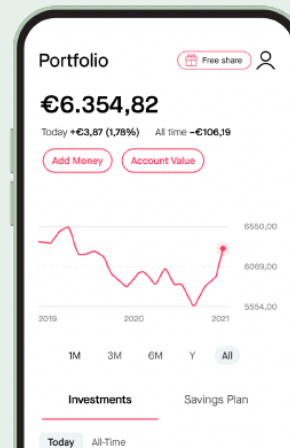 Portfolio
Free share
€6.354,82
Today +€3,87 (1,78%) All time –€106,19
Add Money
Account Value
6550,00
6069,00
5554,00
2019 2020 2021
1M 3M 6M Y All
Investments Savings Plan
Today All-Time